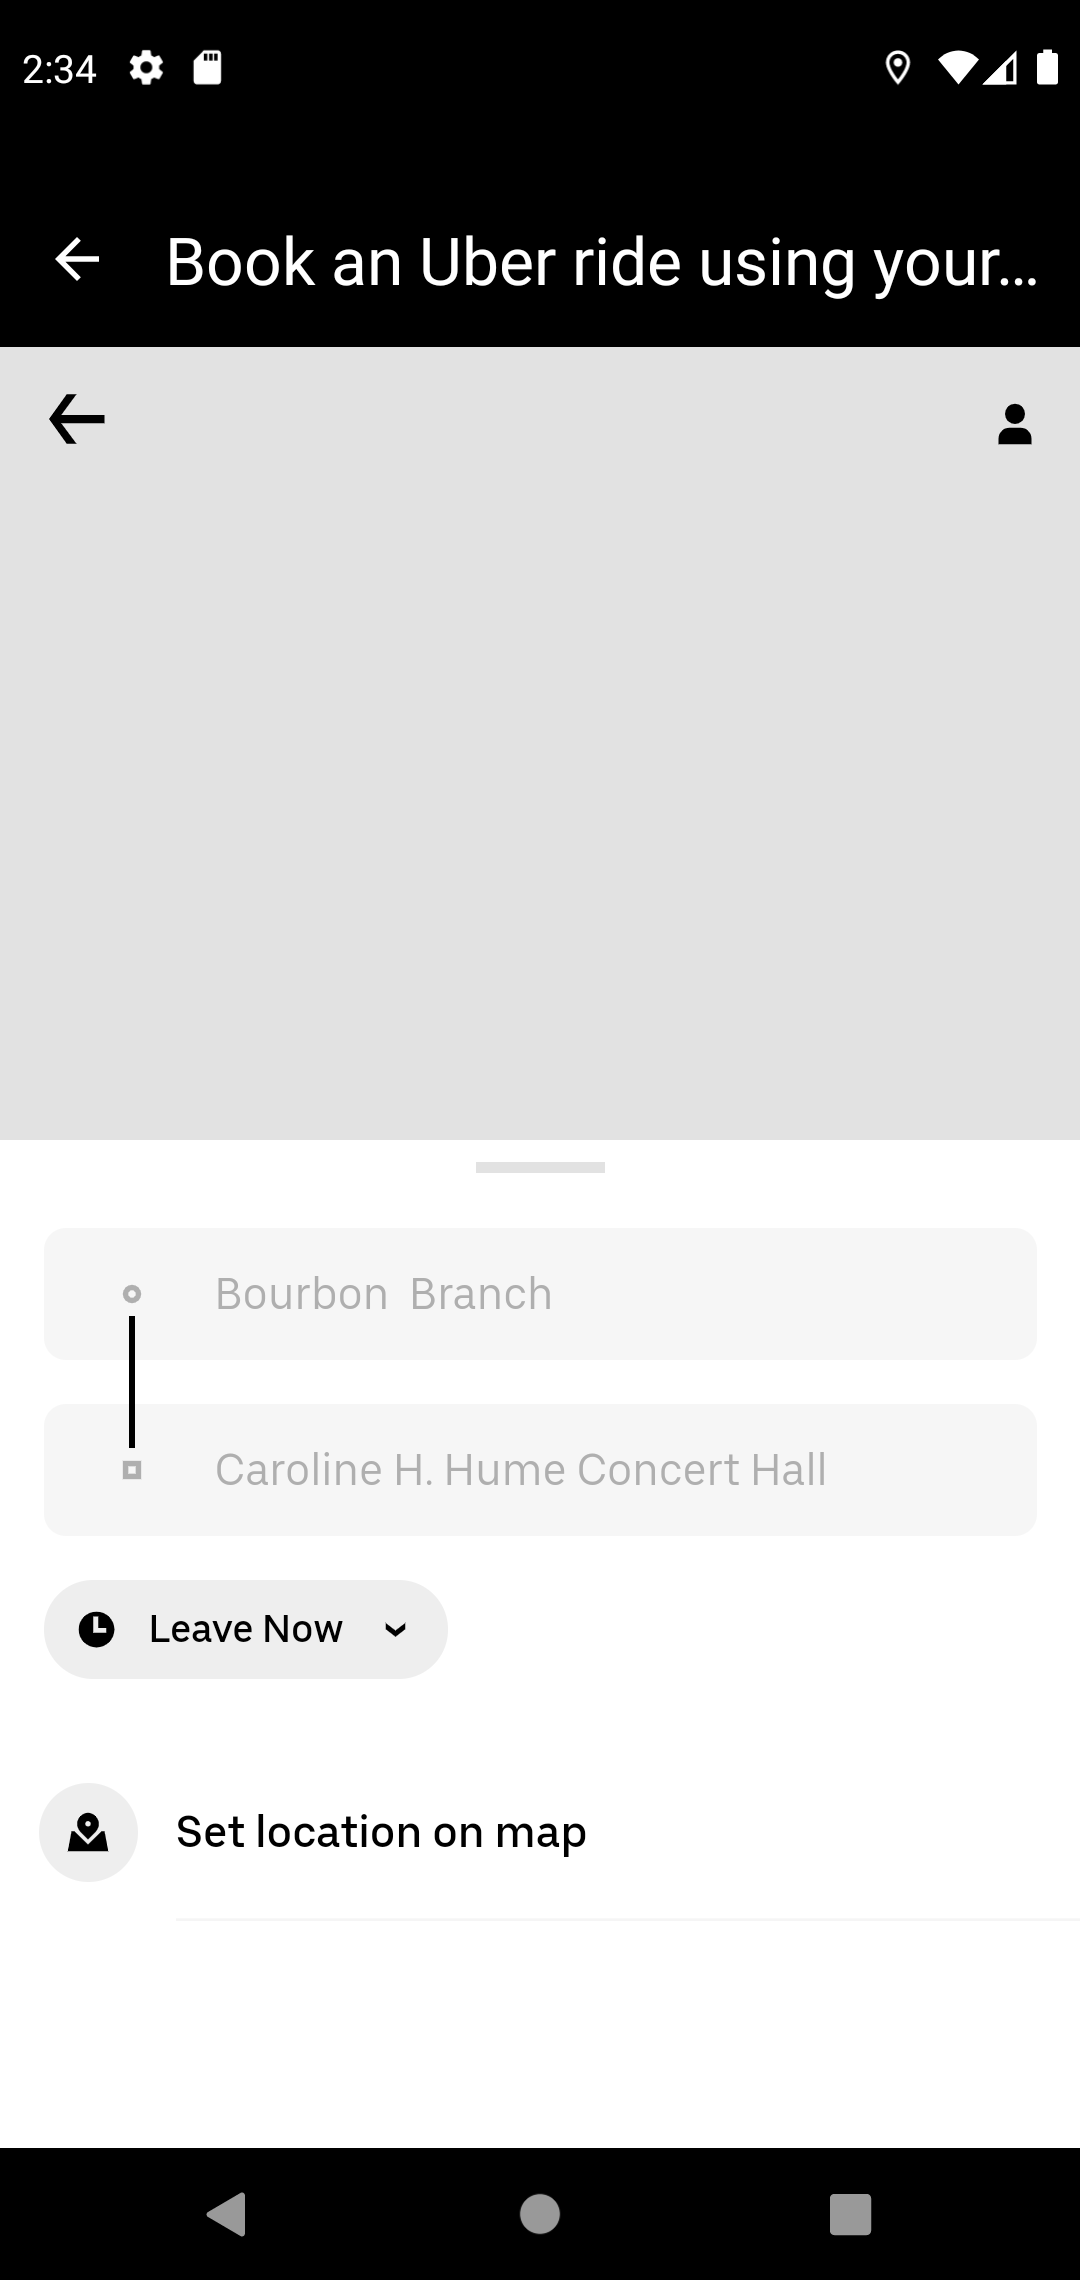 2:34
Book an Uber ride using your...
Bourbon  Branch
Caroline H. Hume Concert Hall
Leave Now
Set location on map